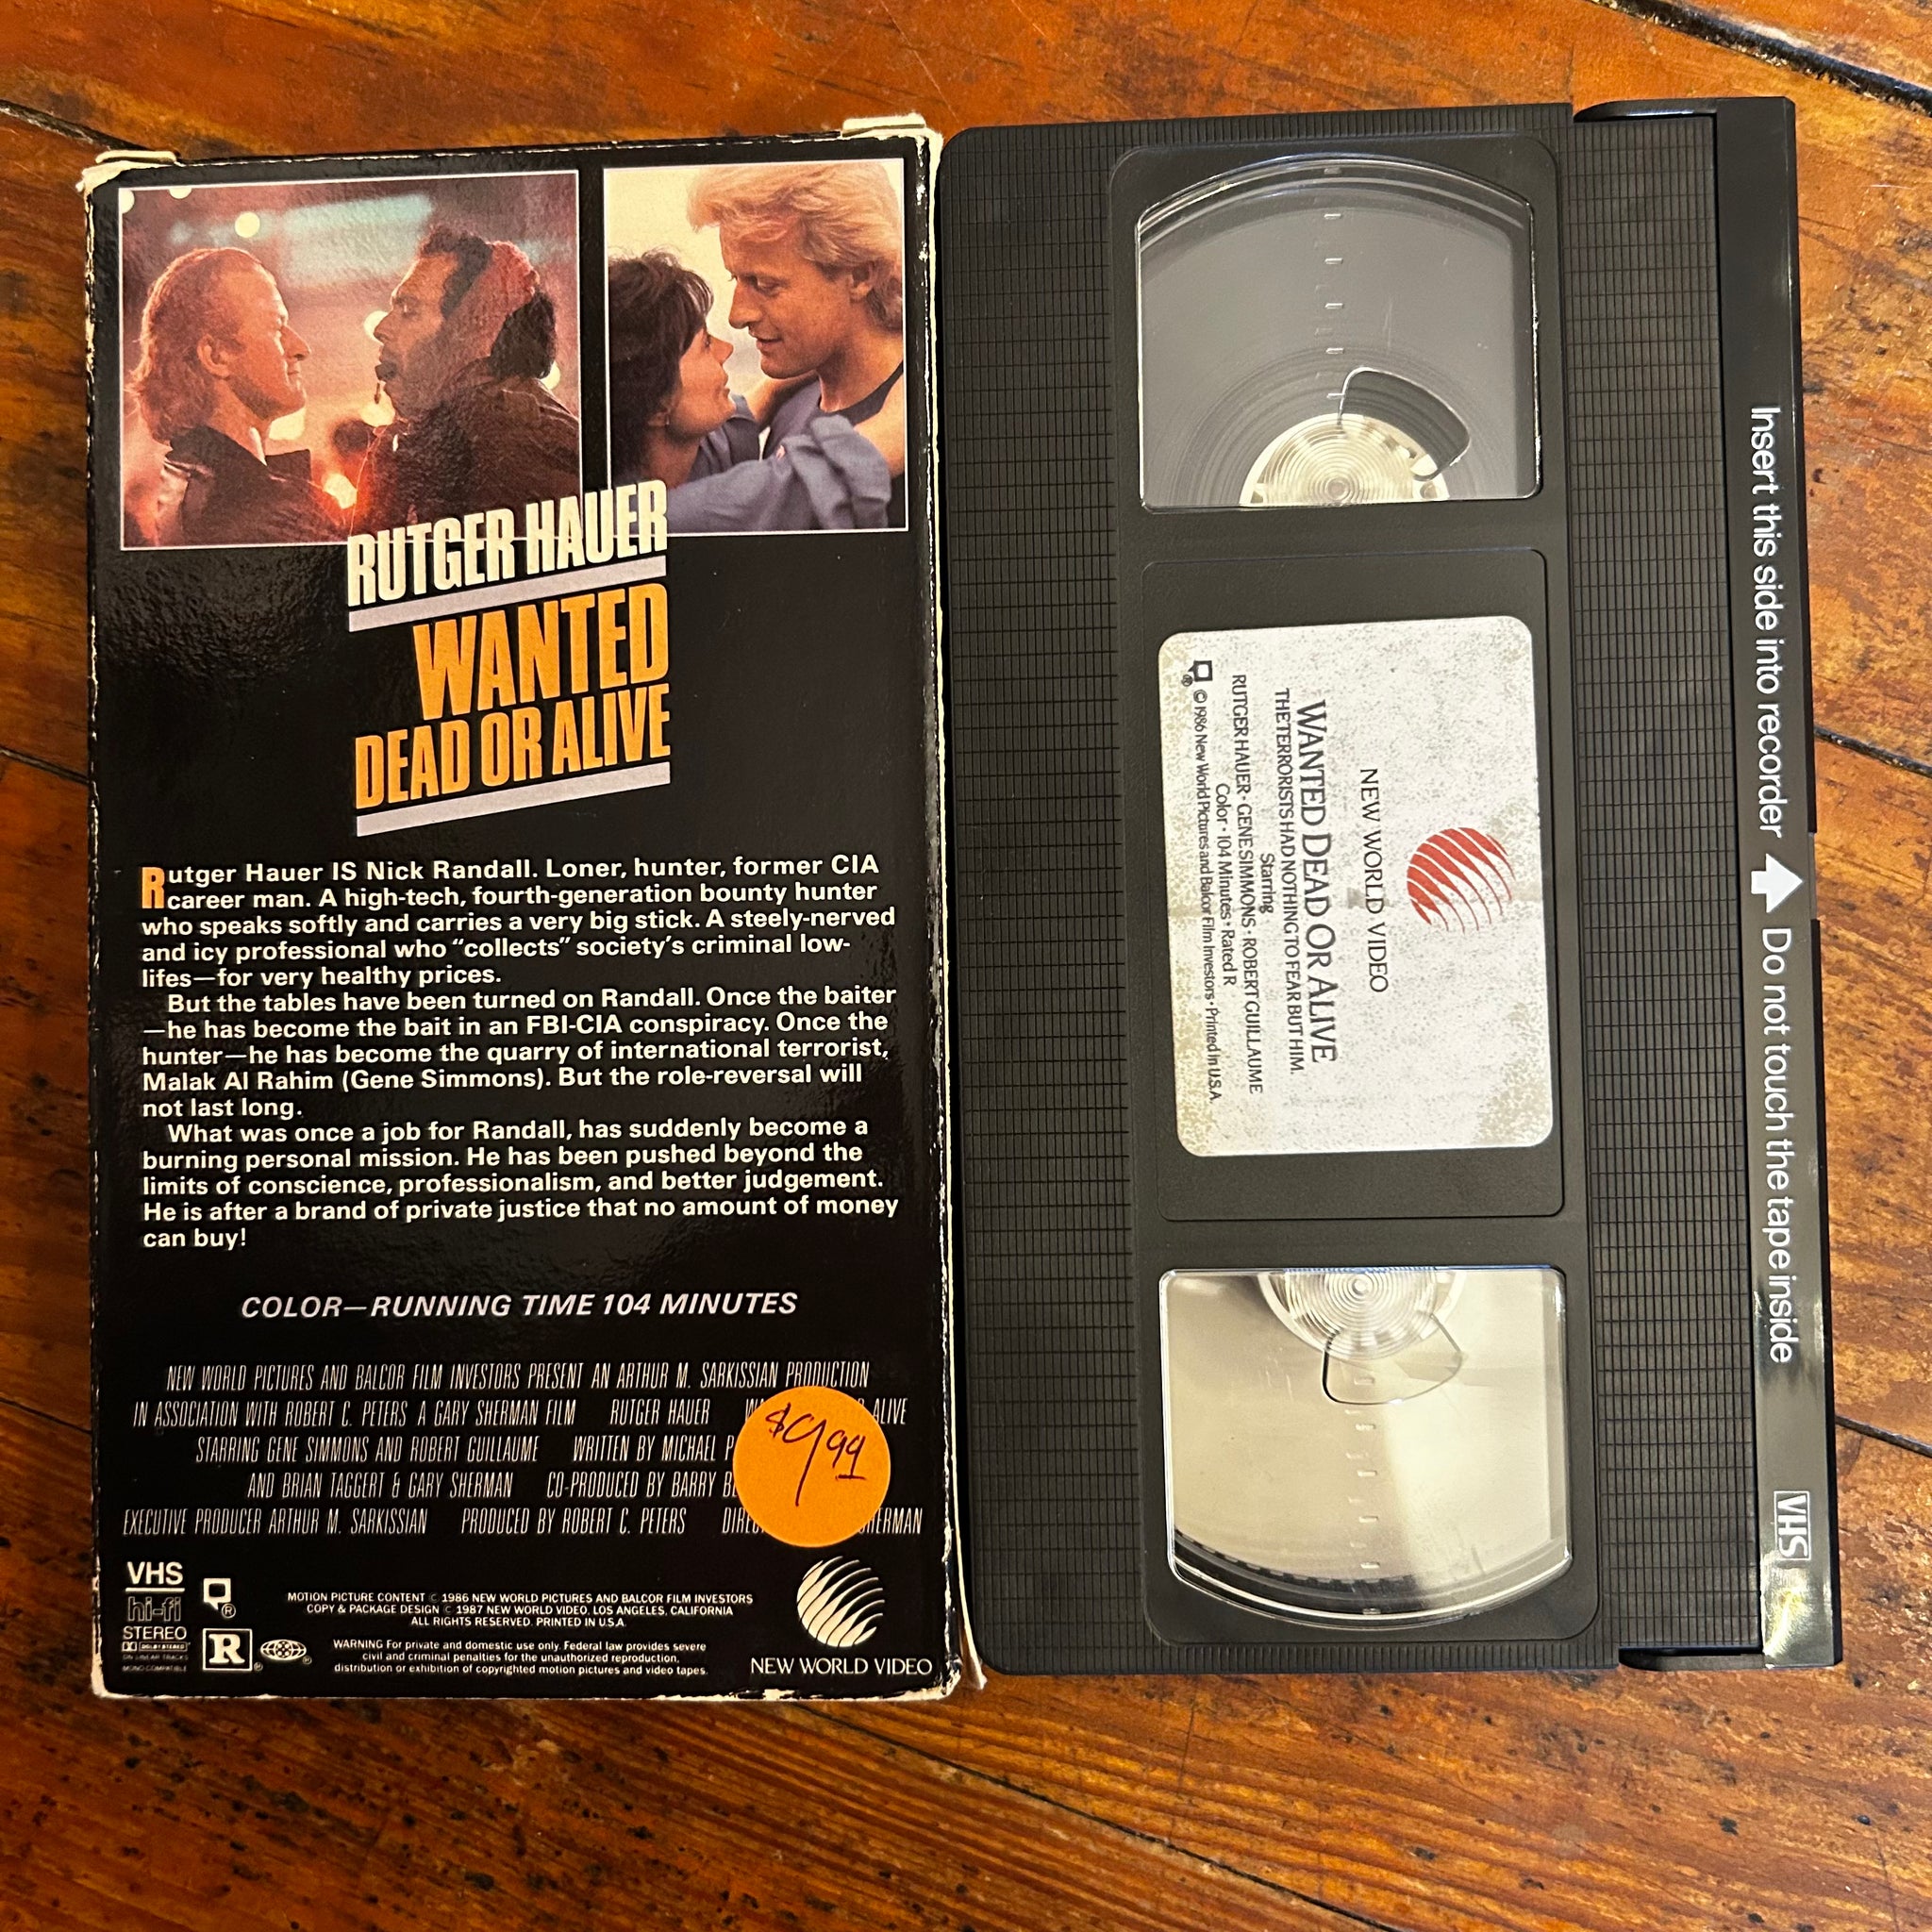 RUTGER HAUER
WANTED
DEAD OR ALIVE
Rutger Hauer IS Nick Randall. Loner, hunter, former CIA
career man. A high-tech, fourth-generation bounty hunter
who speaks softly and carries a very big stick. A steely-nerved
and icy professional who “collects” society’s criminal low-
lifes—for very healthy prices.
But the tables have been turned on Randall. Once the baiter
—he has become the bait in an FBI-CIA conspiracy. Once the
hunter—he has become the quarry of international terrorist,
Malak Al Rahim (Gene Simmons). But the role-reversal will
not last long.
What was once a job for Randall, has suddenly become a
burning personal mission. He has been pushed beyond the
limits of conscience, professionalism, and better judgement.
He is after a brand of private justice that no amount of money
can buy!
COLOR—RUNNING TIME 104 MINUTES
NEW WORLD PICTURES AND BALCOR FILM INVESTORS PRESENT AN ARTHUR M. SARKISSIAN PRODUCTION
IN ASSOCIATION WITH ROBERT C. PETERS A GARY SHERMAN FILM RUTGER HAUER ALIVE
STARRING GENE SIMMONS AND ROBERT GUILLAUME WRITTEN BY MICHAEL
AND BRIAN TAGGERT & GARY SHERMAN CO-PRODUCED BY BARRY
EXECUTIVE PRODUCER ARTHUR M. SARKISSIAN PRODUCED BY ROBERT C. PETERS
$9.99
VHS
hi-fi
STEREO
DOLBY STEREO
ON LINEAR TRACKS
MONO COMPATIBLE
R
MOTION PICTURE CONTENT © 1986 NEW WORLD PICTURES AND BALCOR FILM INVESTORS
COPY & PACKAGE DESIGN © 1987 NEW WORLD VIDEO, LOS ANGELES, CALIFORNIA
ALL RIGHTS RESERVED. PRINTED IN U.S.A.
WARNING For private and domestic use only. Federal law provides severe
civil and criminal penalties for the unauthorized reproduction,
distribution or exhibition of copyrighted motion pictures and video tapes.
NEW WORLD VIDEO
NEW WORLD VIDEO
WANTED DEAD OR ALIVE
THE TERRORISTS HAD NOTHING TO FEAR BUT HIM.
Starring
RUTGER HAUER · GENE SIMMONS · ROBERT GUILLAUME
Color · 104 Minutes · Rated R
® © 1986 New World Pictures and Balcor Film Investors · Printed in U.S.A.
Insert this side into recorder Do not touch the tape inside
VHS